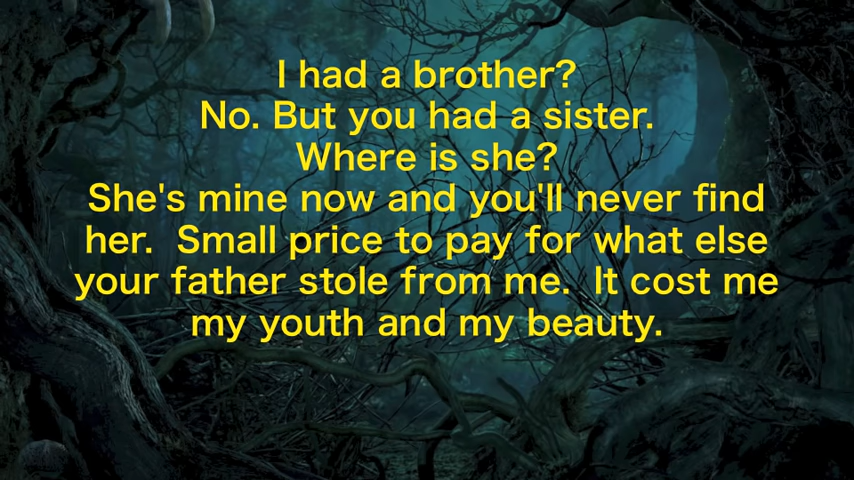 I had a brother?
No. But you had a sister.
Where is she?
She's mine now and you'll never find
her.  Small price to pay for what else
your father stole from me.  It cost me
my youth and my beauty.